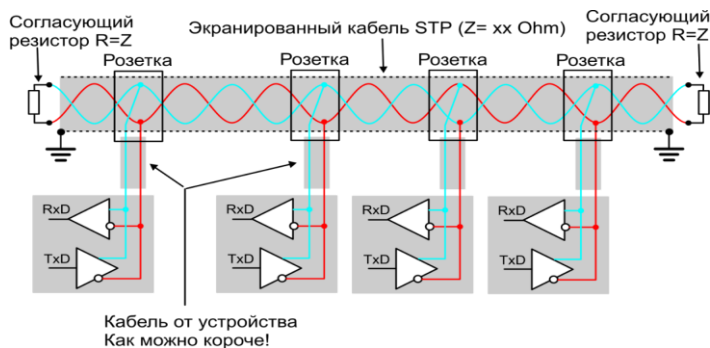 Согласующий
резистор R=Z
Экранированный кабель STP (Z= xx Ohm)
Согласующий
резистор R=Z
Розетка
Розетка
Розетка
Розетка
RxD
RxD
RxD
RxD
TxD
TxD
TxD
TxD
Кабель от устройства
Как можно короче!